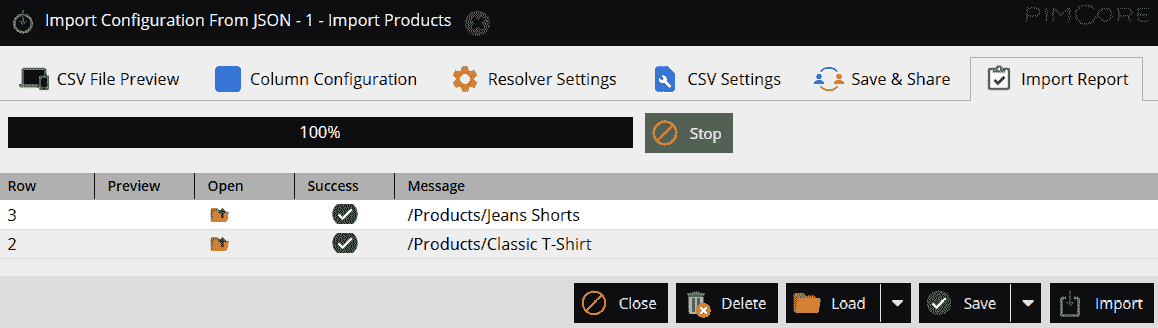 Import Configuration From JSON - 1 - Import Products
PIMCORE
CSV File Preview Column Configuration Resolver Settings CSV Settings Save & Share Import Report
100% Stop
Row Preview Open Success Message
3 /Products/Jeans Shorts
2 /Products/Classic T-Shirt
Close Delete Load Save Import